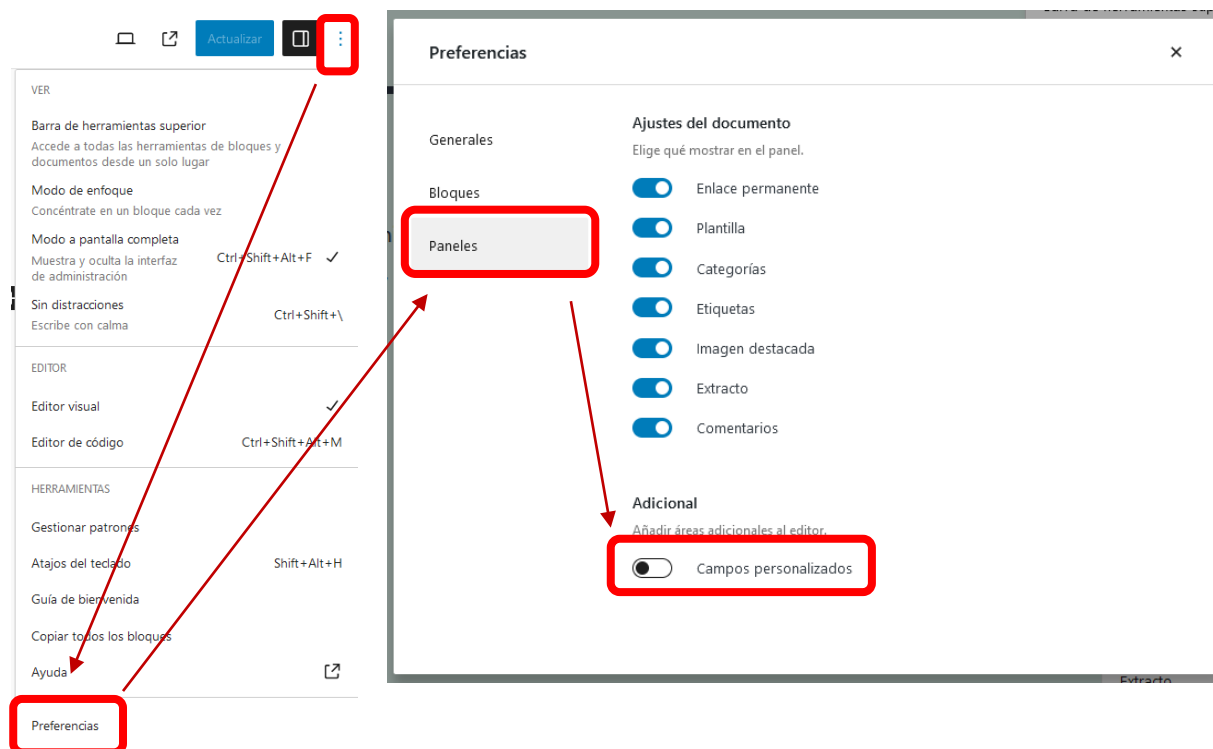 Actualizar
VER
Barra de herramientas superior
Accede a todas las herramientas de bloques y
documentos desde un solo lugar
Modo de enfoque
Concéntrate en un bloque cada vez
Modo a pantalla completa
Muestra y oculta la interfaz
de administración
Ctrl+Shift+Alt+F
Sin distracciones
Escribe con calma
Ctrl+Shift+\
EDITOR
Editor visual
Editor de código Ctrl+Shift+Alt+M
HERRAMIENTAS
Gestionar patrones
Atajos del teclado Shift+Alt+H
Guía de bienvenida
Copiar todos los bloques
Ayuda
Preferencias
Preferencias
Generales
Bloques
Paneles
Ajustes del documento
Elige qué mostrar en el panel.
Enlace permanente
Plantilla
Categorías
Etiquetas
Imagen destacada
Extracto
Comentarios
Adicional
Añadir áreas adicionales al editor.
Campos personalizados
Extracto